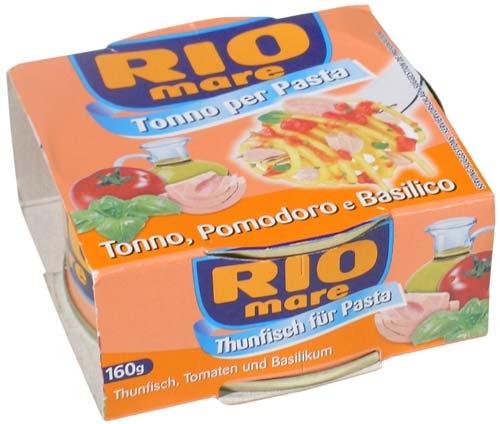 RIO
mare
Tonno per Pasta
Tonno, Pomodoro e Basilico
RIO
mare
Thunfisch für Pasta
160g
Thunfisch, Tomaten und Basilikum